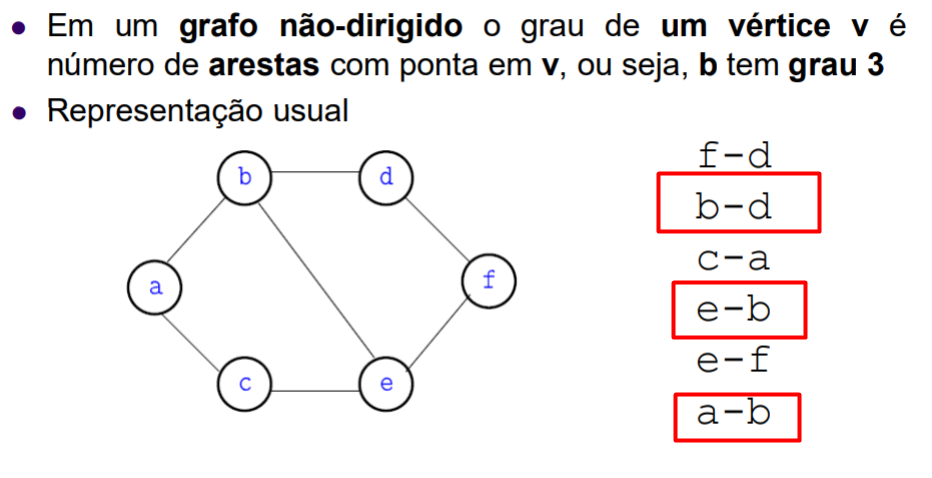 Em um grafo não-dirigido o grau de um vértice v é
número de arestas com ponta em v, ou seja, b tem grau 3
Representação usual
b
d
a
f
c
e
f-d
b-d
c-a
e-b
e-f
a-b